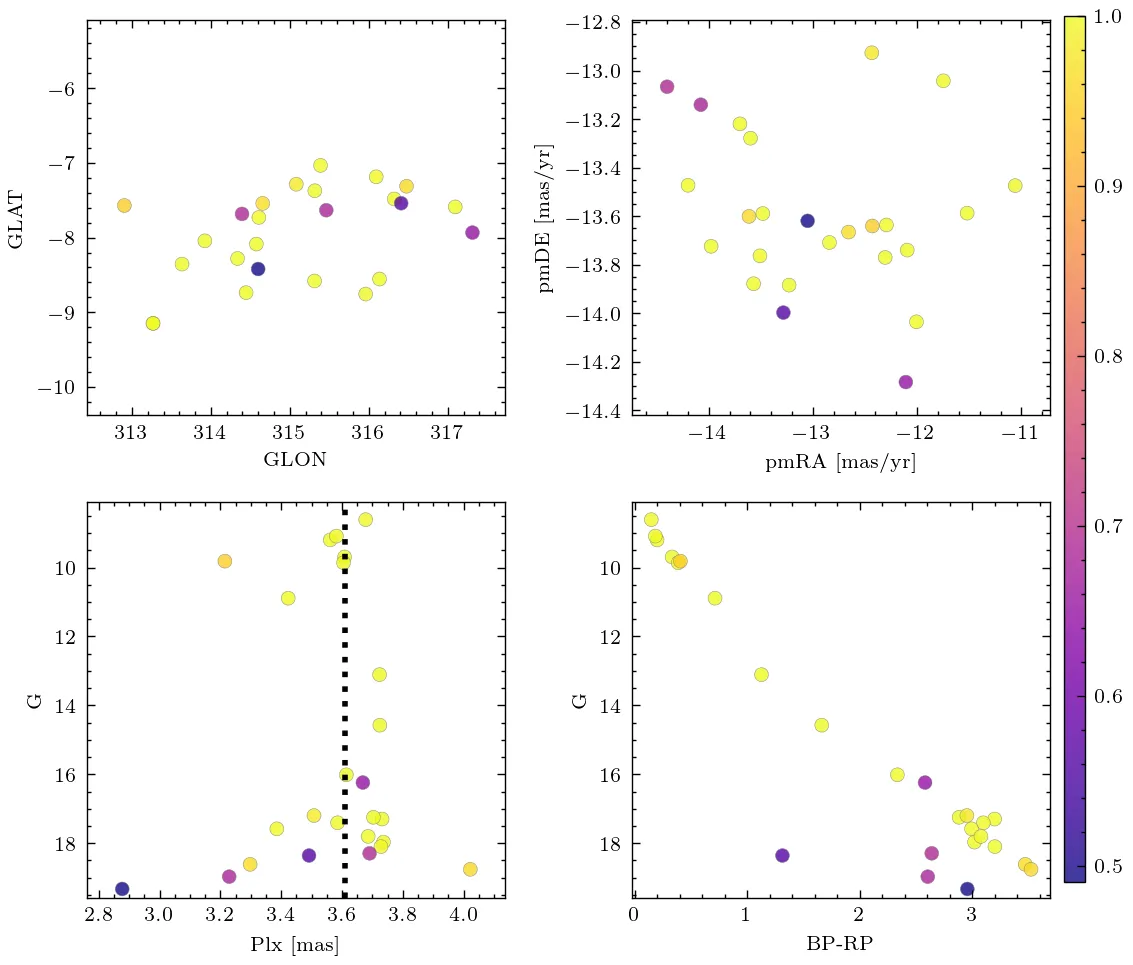 −6
−7
−8
−9
−10
GLAT
313 314 315 316 317
GLON
−12.8
−13.0
−13.2
−13.4
−13.6
−13.8
−14.0
−14.2
−14.4
pmDE [mas/yr]
−14 −13 −12 −11
pmRA [mas/yr]
10
12
14
16
18
G
2.8 3.0 3.2 3.4 3.6 3.8 4.0
Plx [mas]
10
12
14
16
18
G
0 1 2 3
BP-RP
1.0
0.9
0.8
0.7
0.6
0.5